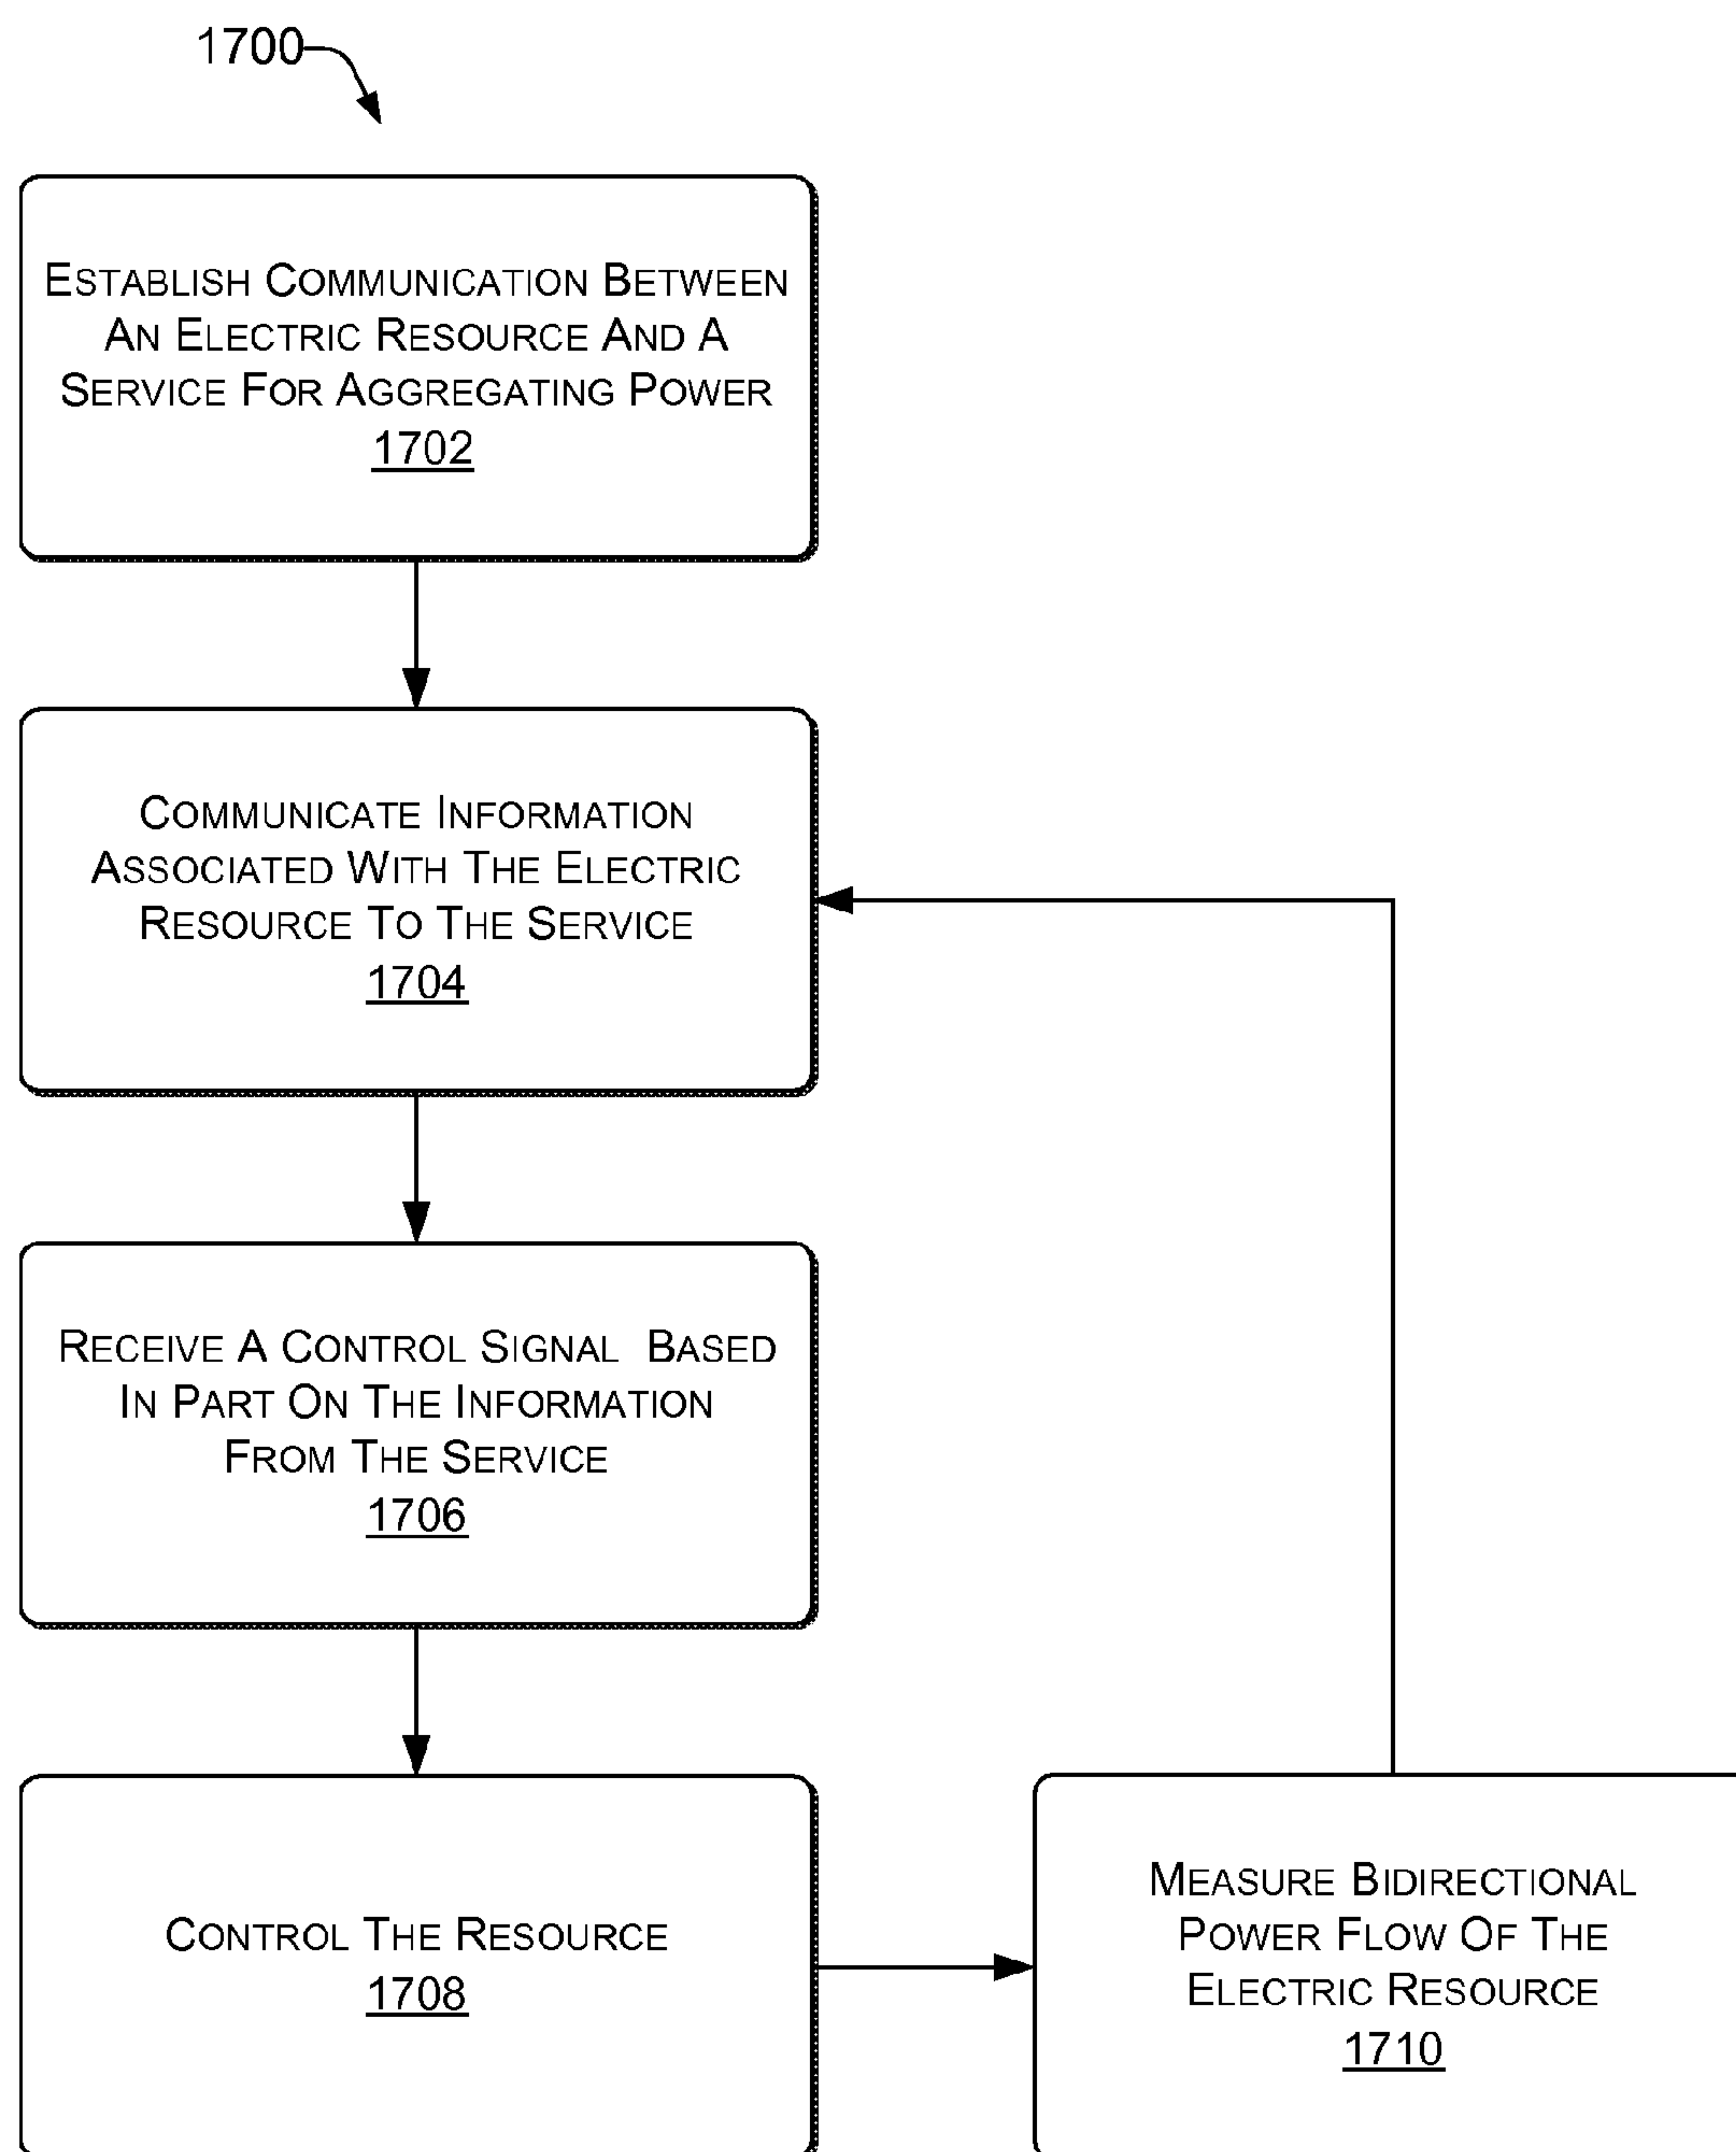 1700
ESTABLISH COMMUNICATION BETWEEN
AN ELECTRIC RESOURCE AND A
SERVICE FOR AGGREGATING POWER
1702
COMMUNICATE INFORMATION
ASSOCIATED WITH THE ELECTRIC
RESOURCE TO THE SERVICE
1704
RECEIVE A CONTROL SIGNAL BASED
IN PART ON THE INFORMATION
FROM THE SERVICE
1706
CONTROL THE RESOURCE
1708
MEASURE BIDIRECTIONAL
POWER FLOW OF THE
ELECTRIC RESOURCE
1710